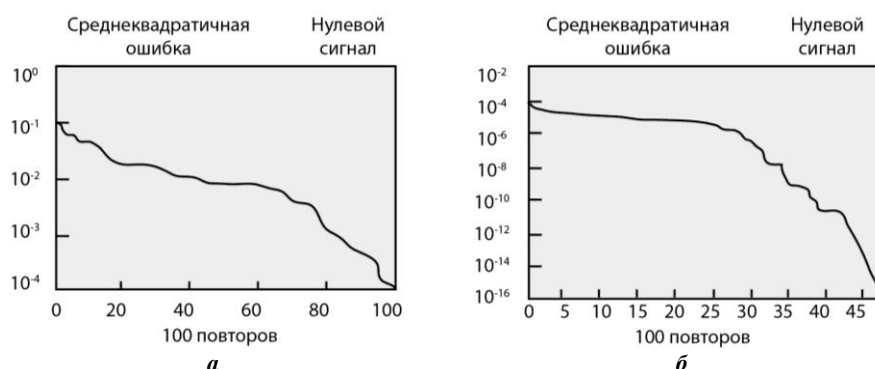 Среднеквадратичная ошибка
Нулевой сигнал
10⁰
10⁻¹
10⁻²
10⁻³
10⁻⁴
0 20 40 60 80 100
100 повторов
а
Среднеквадратичная ошибка
Нулевой сигнал
10⁻²
10⁻⁴
10⁻⁶
10⁻⁸
10⁻¹⁰
10⁻¹²
10⁻¹⁴
10⁻¹⁶
0 5 10 15 20 25 30 35 40 45
100 повторов
б